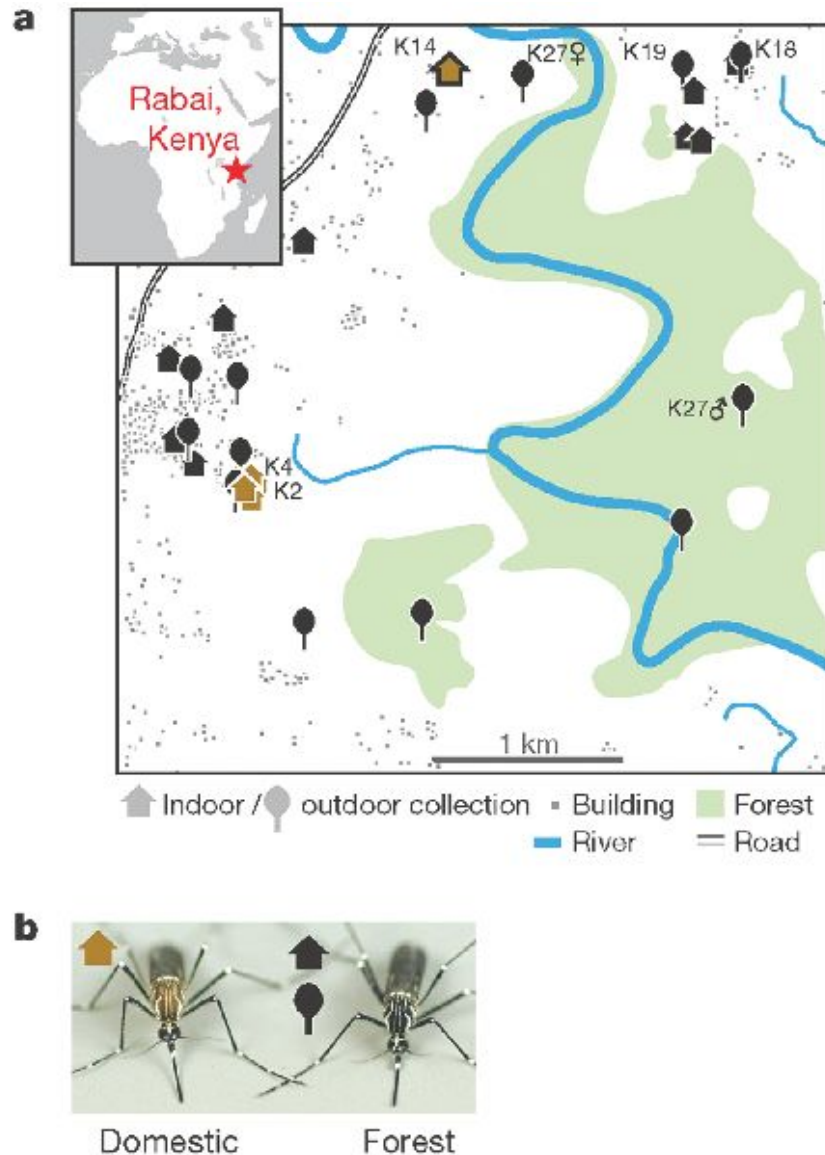 a
Rabai,
Kenya
K14
K27♀
K19
K18
K27♂
K4
K2
1 km
Indoor / outdoor collection
Building
Forest
River
Road
b
Domestic
Forest